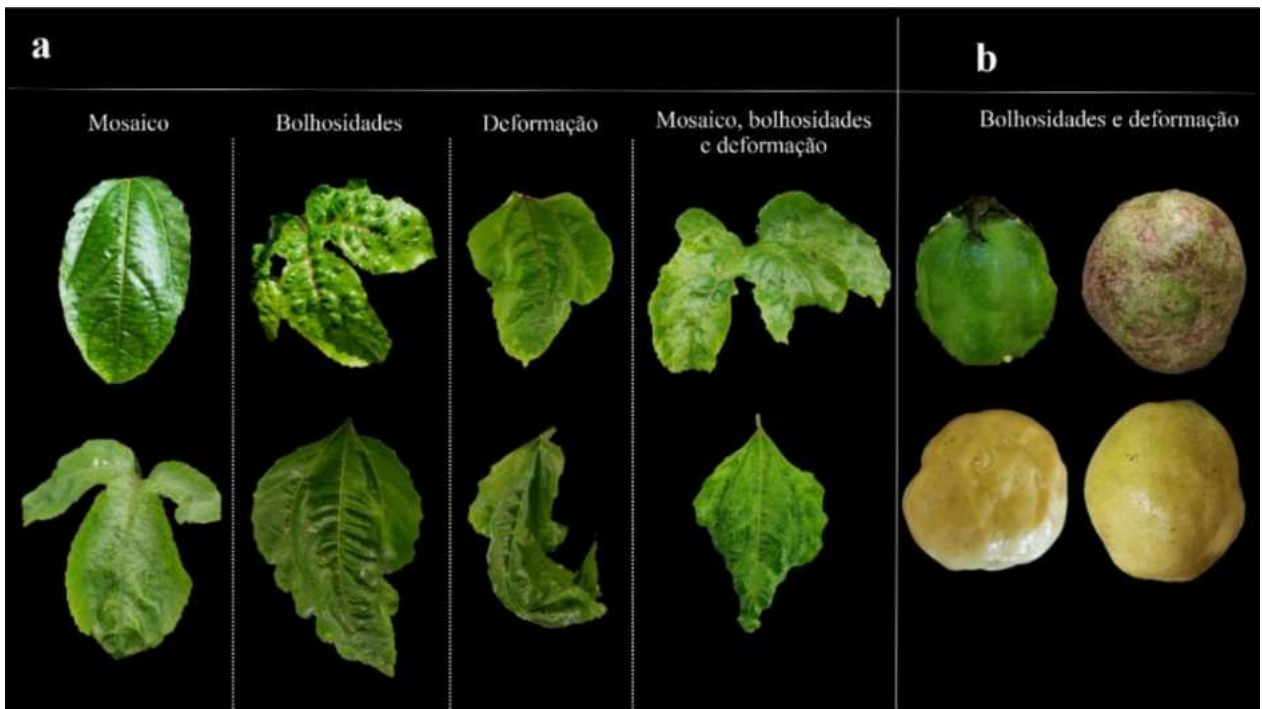 a
b
Mosaico
Bolhosidades
Deformação
Mosaico, bolhosidades
e deformação
Bolhosidades e deformação